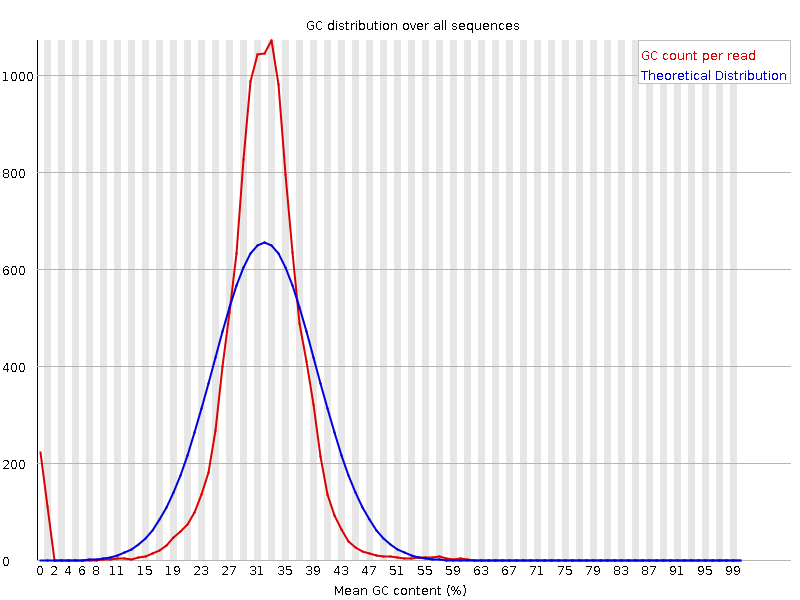 GC distribution over all sequences
GC count per read
Theoretical Distribution
1000
800
600
400
200
0
0 2 4 6 8 11 15 19 23 27 31 35 39 43 47 51 55 59 63 67 71 75 79 83 87 91 95 99
Mean GC content (%)